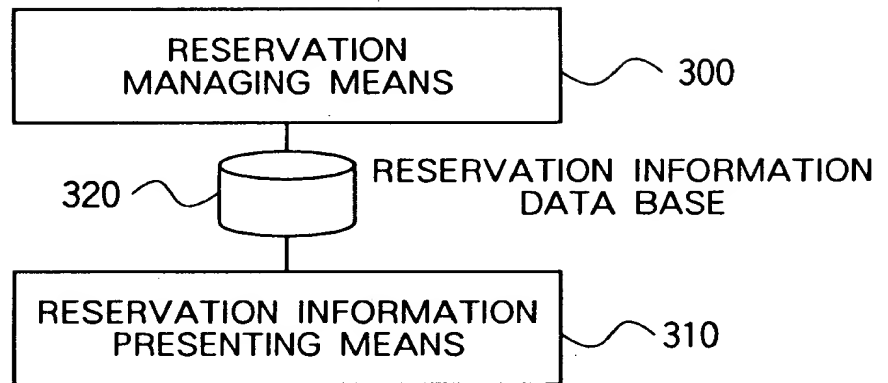 RESERVATION
MANAGING MEANS
300
320
RESERVATION INFORMATION
DATA BASE
RESERVATION INFORMATION
PRESENTING MEANS
310